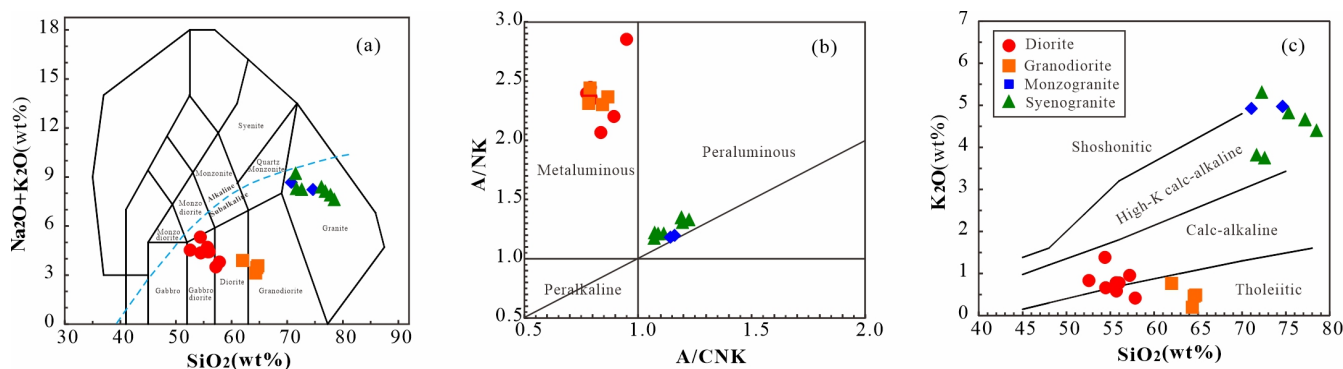 (a)
Na2O+K2O(wt%)
18
15
12
9
6
3
0
30
40
50
60
70
80
90
SiO2(wt%)
Syenite
Quartz
Monzonite
Monzonite
Alkaline
Subalkaline
Monzo
diorite
Monzo
diorite
Granite
Gabbro
Gabbro
diorite
Diorite
Granodiorite
(b)
A/NK
3.0
2.5
2.0
1.5
1.0
0.5
0.5
1.0
1.5
2.0
A/CNK
Metaluminous
Peraluminous
Peralkaline
(c)
K2O(wt%)
7
6
5
4
3
2
1
0
40
45
50
55
60
65
70
75
80
SiO2(wt%)
Diorite
Granodiorite
Monzogranite
Syenogranite
Shoshonitic
High-K calc-alkaline
Calc-alkaline
Tholeiitic